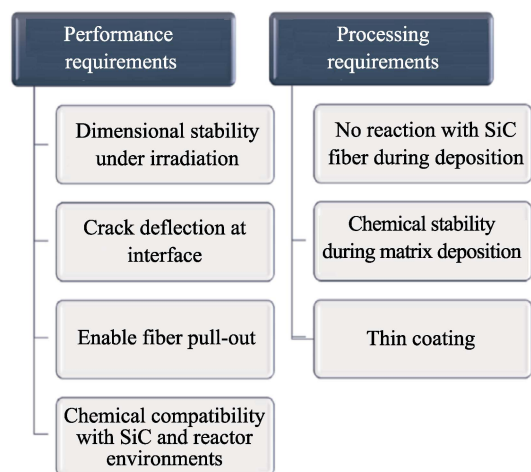 Performance
requirements
Dimensional stability
under irradiation
Crack deflection at
interface
Enable fiber pull-out
Chemical compatibility
with SiC and reactor
environments
Processing
requirements
No reaction with SiC
fiber during deposition
Chemical stability
during matrix deposition
Thin coating